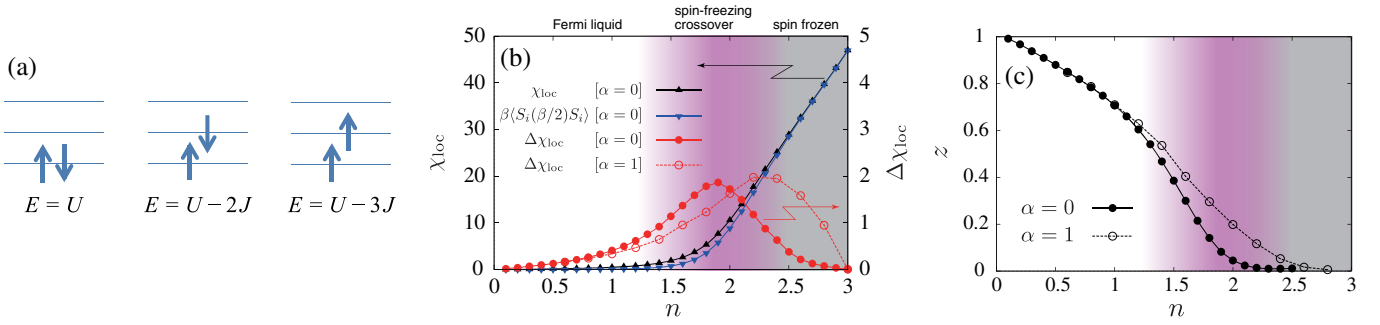 (a)
E = U
E = U − 2J
E = U − 3J
Fermi liquid
spin-freezing
crossover
spin frozen
(b)
χloc [α = 0]
β⟨Si(β/2)Si⟩ [α = 0]
Δχloc [α = 0]
Δχloc [α = 1]
χloc
50
40
30
20
10
0
0 0.5 1 1.5 2 2.5 3
n
5
4
3
2
1
0
Δχloc
(c)
z
1
0.8
0.6
0.4
0.2
0
α = 0
α = 1
0 0.5 1 1.5 2 2.5 3
n